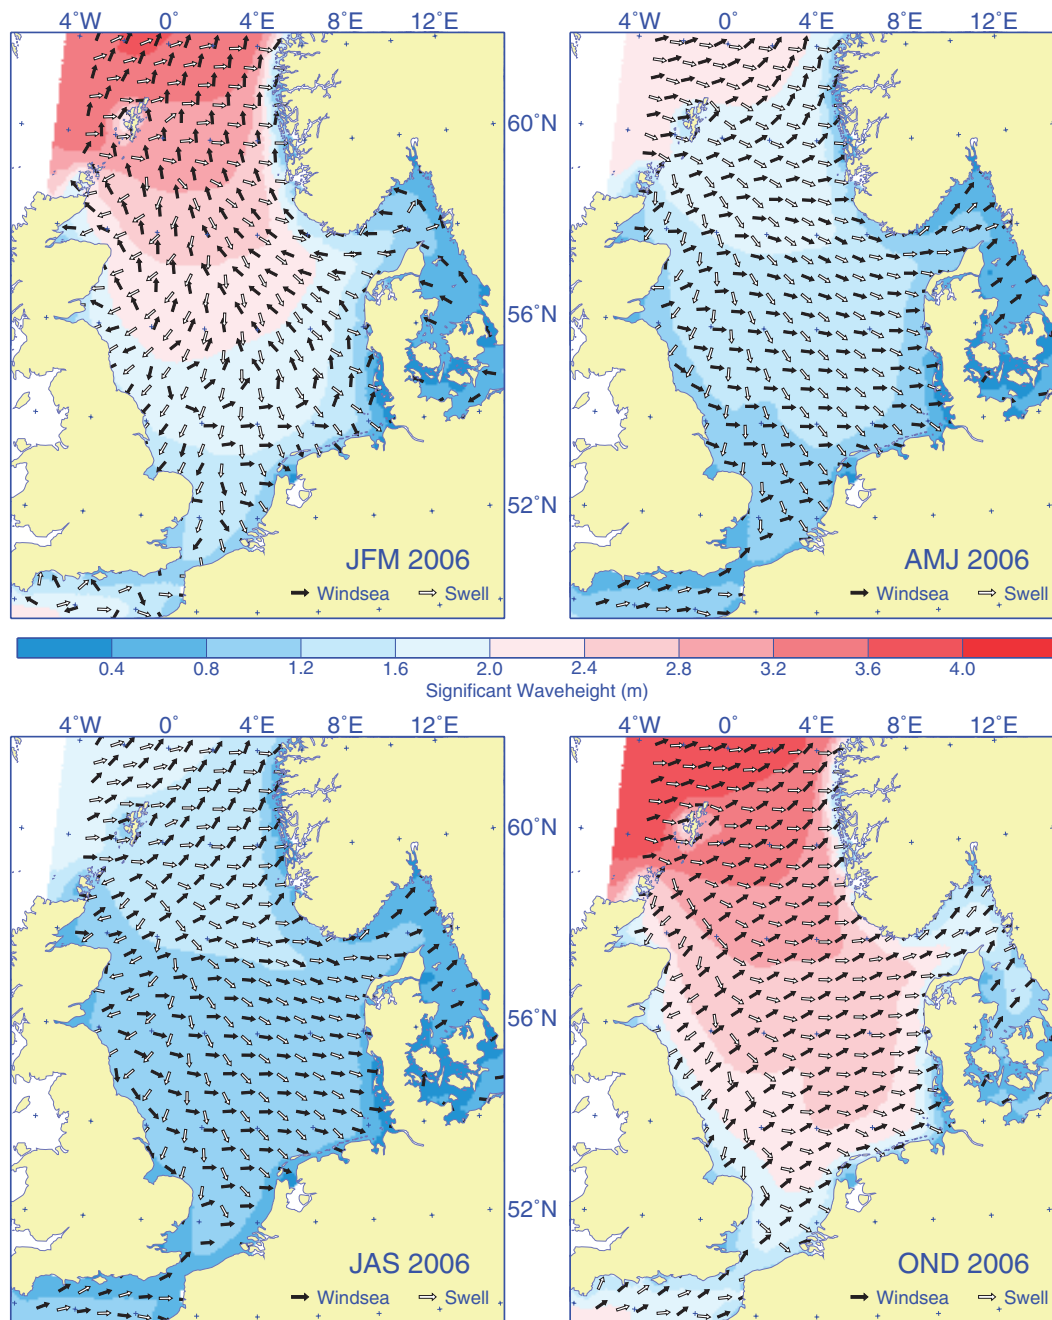 4°W 0° 4°E 8°E 12°E 4°W 0° 4°E 8°E 12°E
60°N
56°N
52°N
JFM 2006 AMJ 2006
Windsea Swell Windsea Swell
0.4 0.8 1.2 1.6 2.0 2.4 2.8 3.2 3.6 4.0
Significant Waveheight (m)
4°W 0° 4°E 8°E 12°E 4°W 0° 4°E 8°E 12°E
60°N
56°N
52°N
JAS 2006 OND 2006
Windsea Swell Windsea Swell